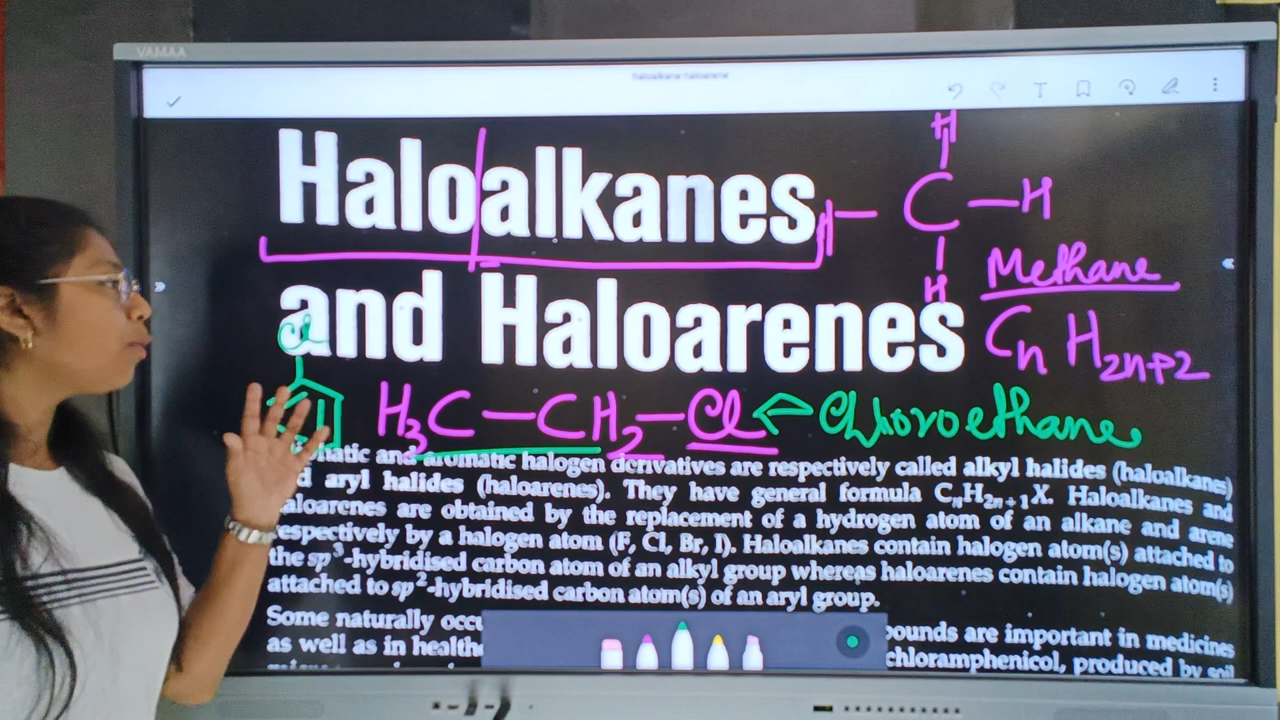 VAMAA
haloalkane haloarene
Haloalkanes
and Haloarenes
H
H — C — H
H
Methane
CnH2n+2
Cl
H3C — CH2 — Cl Chloroethane
and aromatic halogen derivatives are respectively called alkyl halides (haloalkanes)
aryl halides (haloarenes). They have general formula CnH2n+1X. Haloalkanes and
haloarenes are obtained by the replacement of a hydrogen atom of an alkane and arene
respectively by a halogen atom (F, Cl, Br, I). Haloalkanes contain halogen atom(s) attached to
the sp3-hybridised carbon atom of an alkyl group whereas haloarenes contain halogen atom(s)
attached to sp2-hybridised carbon atom(s) of an aryl group.
Some naturally are important in medicines
as well as in chloramphenicol, produced by soil